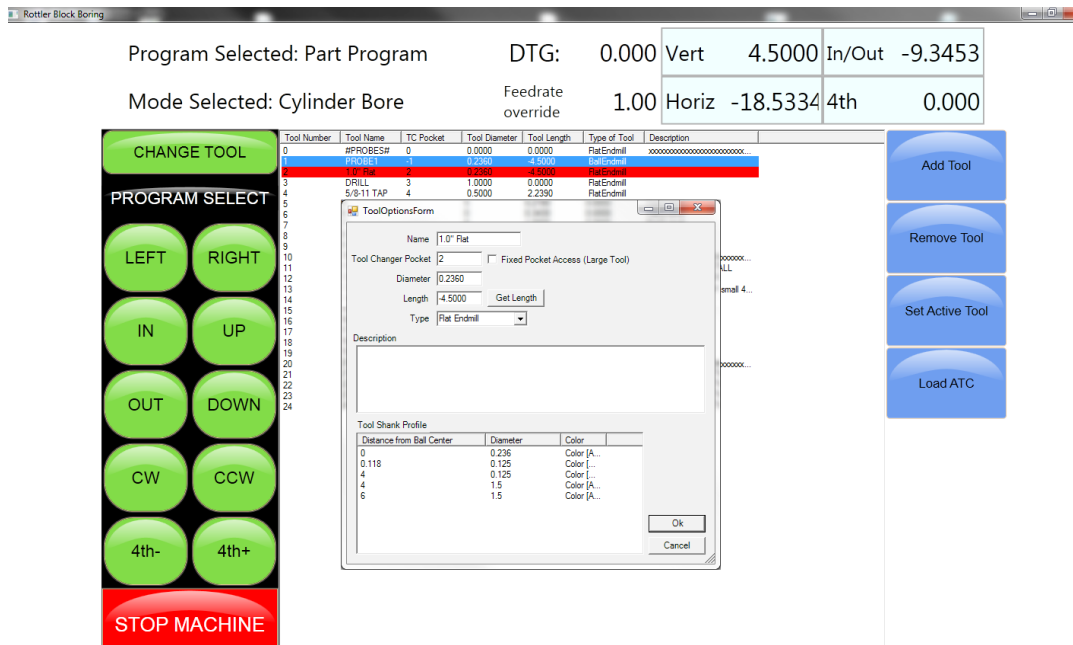 Rottler Block Boring
Program Selected: Part Program
DTG: 0.000
Vert 4.5000
In/Out -9.3453
Mode Selected: Cylinder Bore
Feedrate override 1.00
Horiz -18.5334
4th 0.000
CHANGE TOOL
PROGRAM SELECT
LEFT
RIGHT
IN
UP
OUT
DOWN
CW
CCW
4th-
4th+
STOP MACHINE
Tool Number Tool Name TC Pocket Tool Diameter Tool Length Type of Tool Description
0 #PROBES# 0 0.0000 0.0000 FlatEndmill
1 PROBE1 -1 0.2360 -4.5000 BallEndmill
2 1.0" Flat 2 0.2360 -4.5000 FlatEndmill
3 DRILL 3 1.0000 0.0000 FlatEndmill
4 5/8-11 TAP 4 0.5000 2.2390 FlatEndmill
5
6
7
8
9
10
11 ALL
12
13 small 4...
14
15
16
17
18
19
20
21
22
23
24
ToolOptionsForm
Name 1.0" Flat
Tool Changer Pocket 2 Fixed Pocket Access (Large Tool)
Diameter 0.2360
Length -4.5000 Get Length
Type Flat Endmill
Description
Tool Shank Profile
Distance from Ball Center Diameter Color
0 0.236 Color [A...
0.118 0.125 Color [...
4 0.125 Color [...
4 1.5 Color [A...
6 1.5 Color [A...
Ok
Cancel
Add Tool
Remove Tool
Set Active Tool
Load ATC